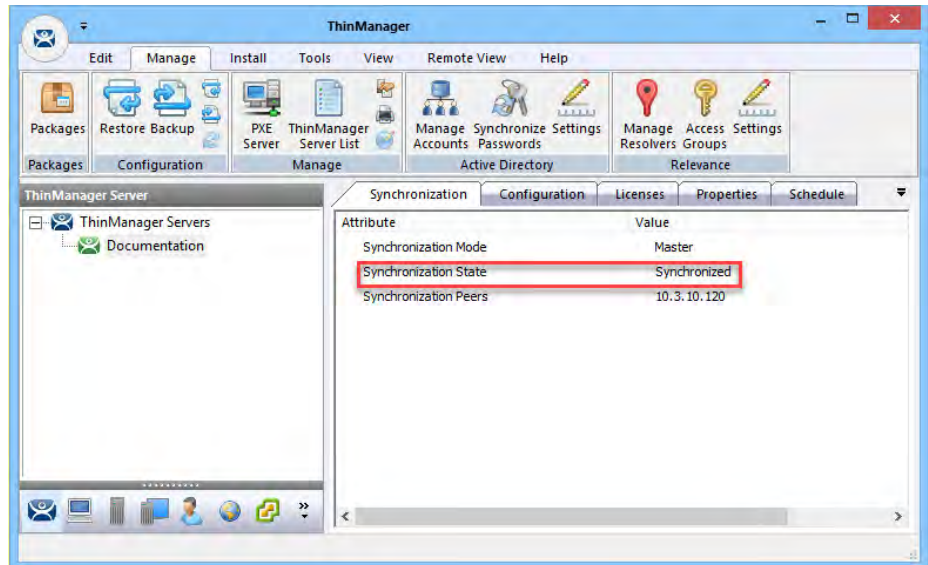 ThinManager
Edit Manage Install Tools View Remote View Help
Packages Restore Backup PXE Server ThinManager Server List Manage Accounts Synchronize Passwords Settings Manage Resolvers Access Groups Settings
Packages Configuration Manage Active Directory Relevance
ThinManager Server
ThinManager Servers
Documentation
Synchronization Configuration Licenses Properties Schedule
Attribute Value
Synchronization Mode Master
Synchronization State Synchronized
Synchronization Peers 10.3.10.120